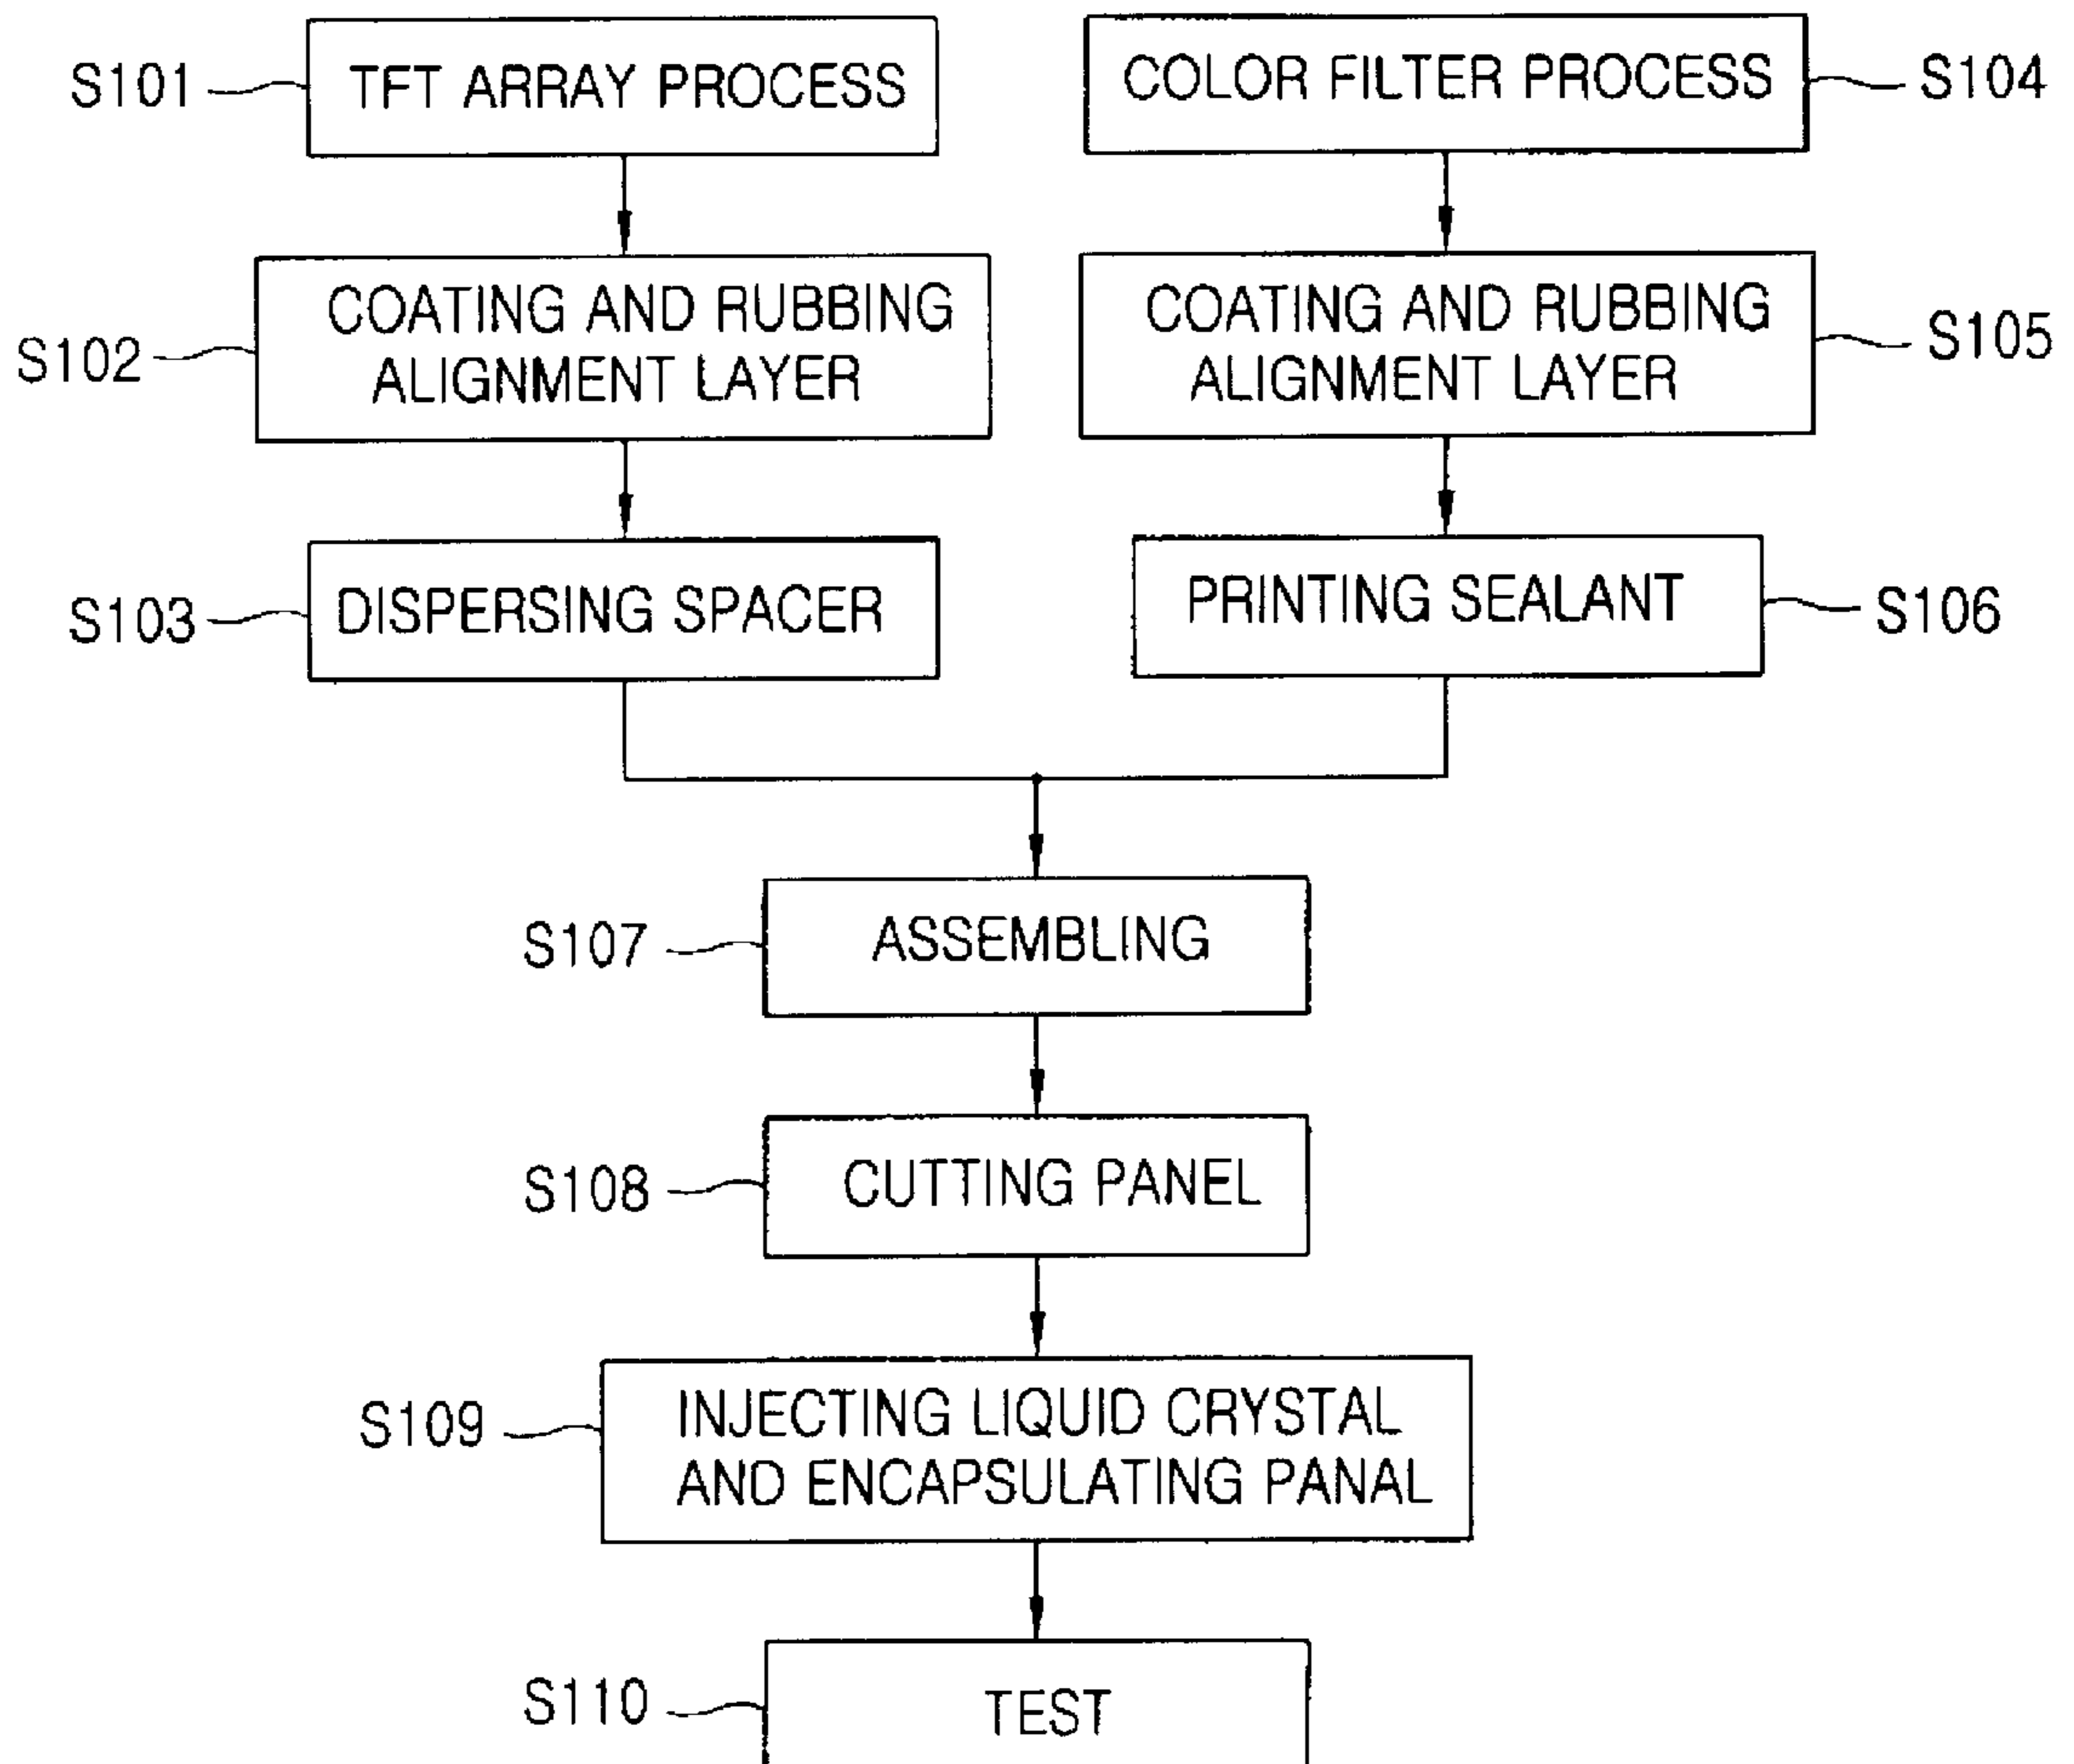 S101
TFT ARRAY PROCESS
COLOR FILTER PROCESS
S104
S102
COATING AND RUBBING
ALIGNMENT LAYER
COATING AND RUBBING
ALIGNMENT LAYER
S105
S103
DISPERSING SPACER
PRINTING SEALANT
S106
S107
ASSEMBLING
S108
CUTTING PANEL
S109
INJECTING LIQUID CRYSTAL
AND ENCAPSULATING PANAL
S110
TEST